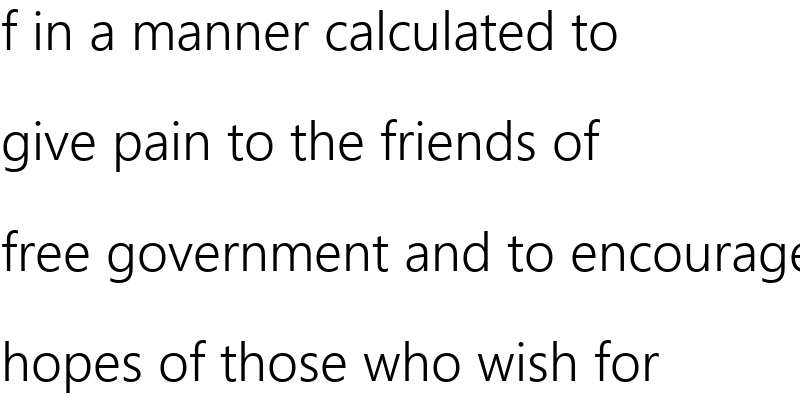 f in a manner calculated to
give pain to the friends of
free government and to encourage
hopes of those who wish for